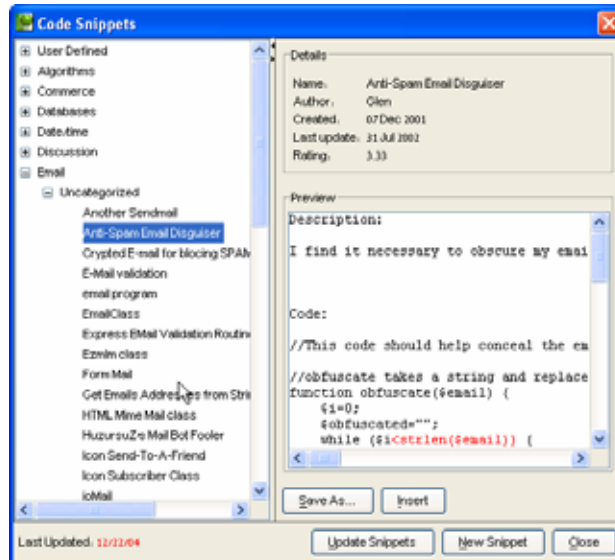 Code Snippets
User Defined
Algorithms
Commerce
Databases
Date/time
Discussion
Email
Uncategorized
Another Sendmail
Anti-Spam Email Disguiser
Crypted E-mail for blocing SPAM
E-Mail validation
email program
EmailClass
Express EMail Validation Routine
Ezmlm class
Form Mail
Get Emails Addresses from Stri
HTML Mime Mail class
HuzursuZ's Mail Bot Fooler
Icon Send-To-A-Friend
Icon Subscriber Class
ioMail
Details
Name: Anti-Spam Email Disguiser
Author: Glen
Created: 07 Dec 2001
Last update: 31 Jul 2002
Rating: 3.33
Preview
Description:
I find it necessary to obscure my emai
Code:
//This code should help conceal the em
//obfuscate takes a string and replace
function obfuscate($email) {
$i=0;
$obfuscated="";
while ($i<strlen($email)) {
Save As...
Insert
Last Updated: 12/22/04
Update Snippets
New Snippet
Close